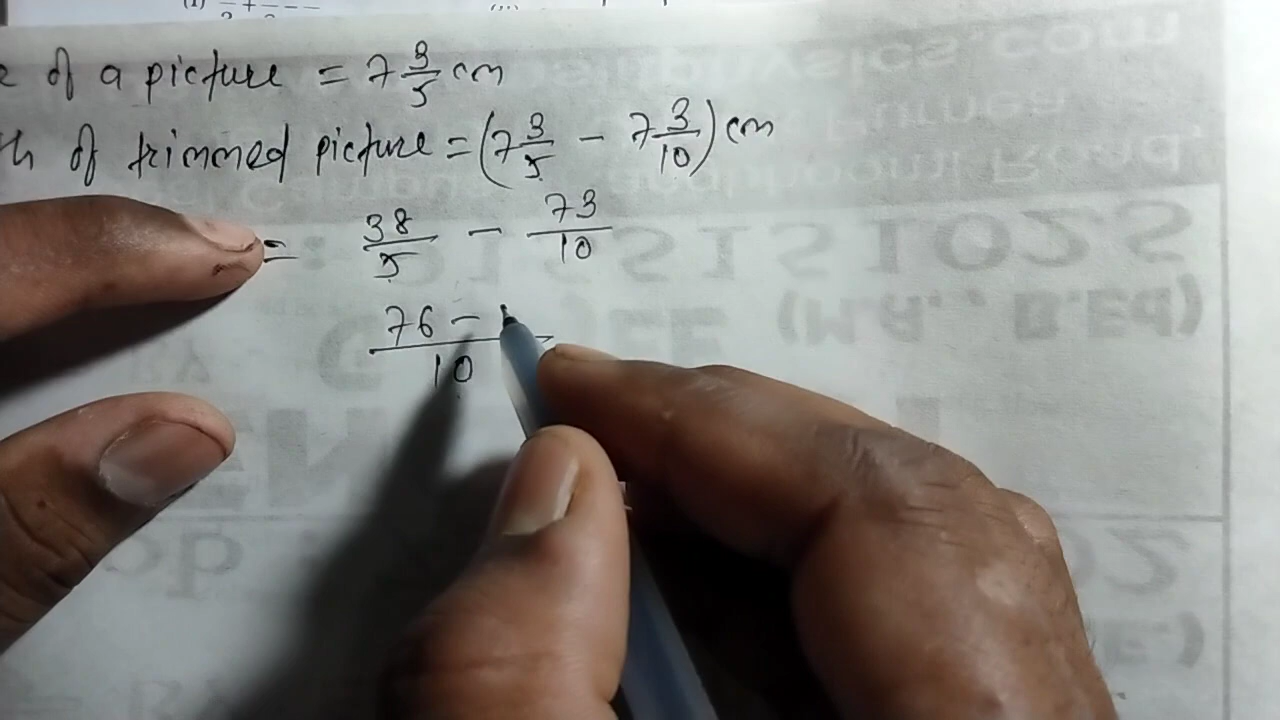 of a picture = 7 3/5 cm
of trimmed picture = (7 3/5 - 7 3/10) cm
= 38/5 - 73/10
76 - / 10